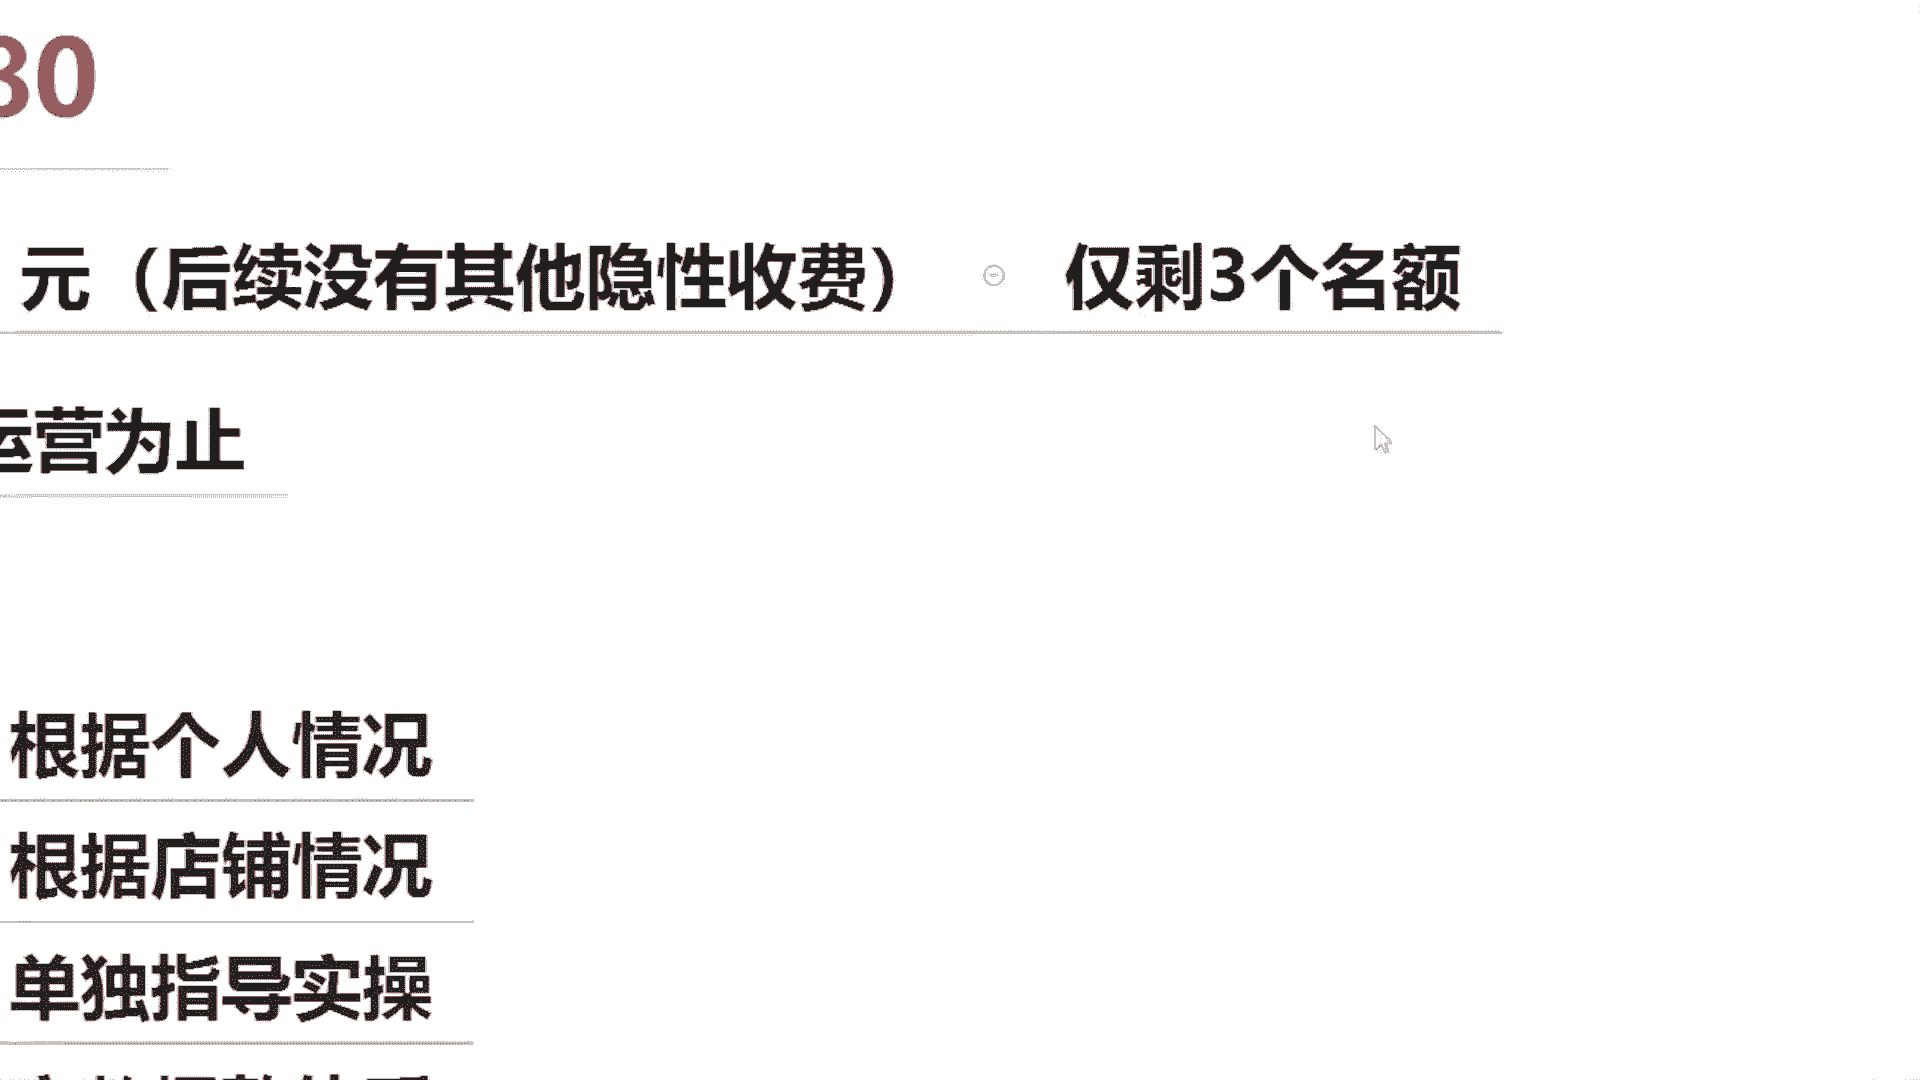 80
元（后续没有其他隐性收费） 仅剩3个名额
运营为止
根据个人情况
根据店铺情况
单独指导实操